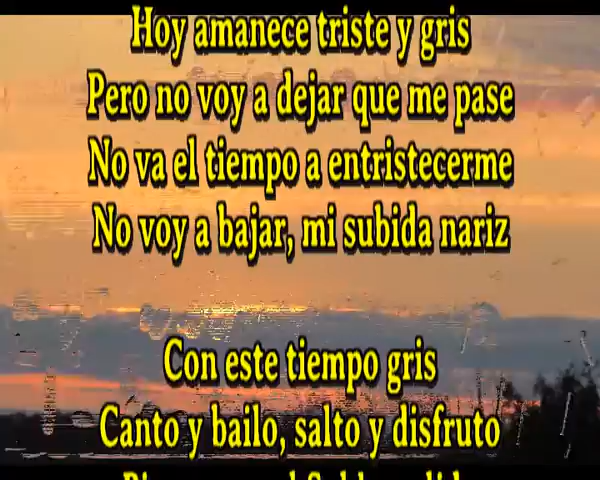 Hoy amanece triste y gris
Pero no voy a dejar que me pase
No va el tiempo a entristecerme
No voy a bajar, mi subida nariz
Con este tiempo gris
Canto y bailo, salto y disfruto